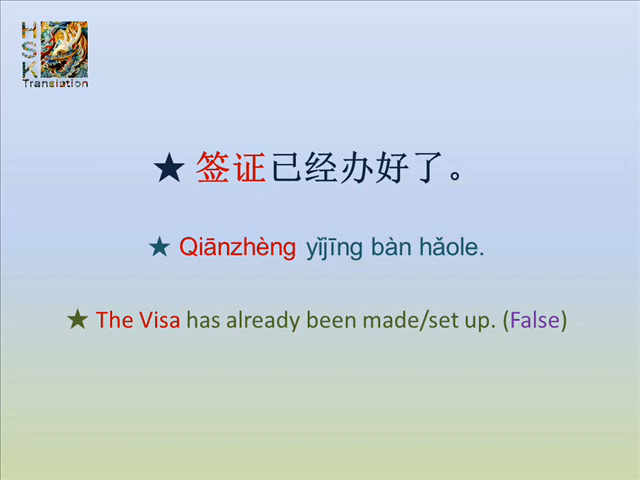 HSK
Translation
★ 签证已经办好了。
★ Qiānzhèng yǐjīng bàn hǎole.
★ The Visa has already been made/set up. (False)